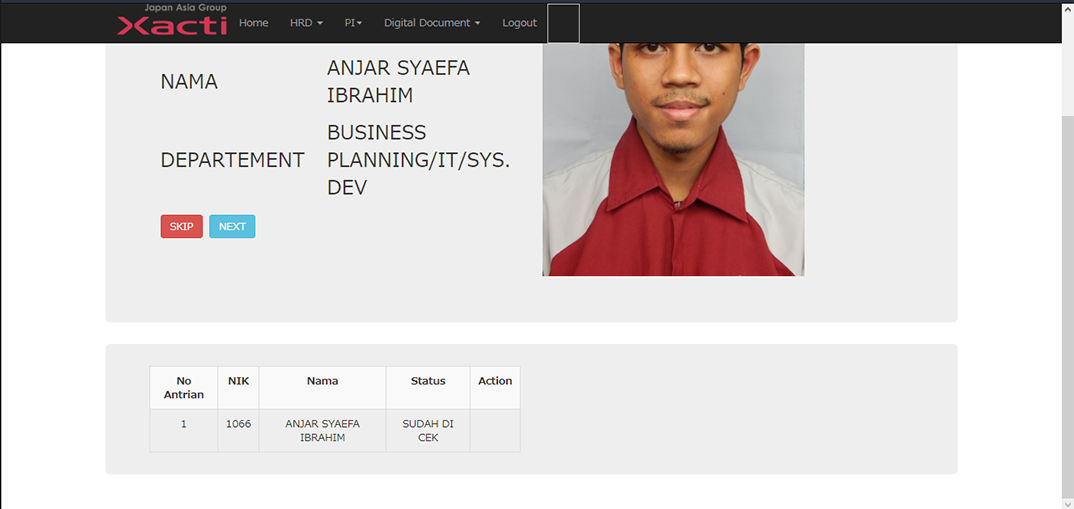 Japan Asia Group
Xacti
Home HRD PI Digital Document Logout
NAMA
ANJAR SYAEFA
IBRAHIM
DEPARTEMENT
BUSINESS
PLANNING/IT/SYS.
DEV
SKIP NEXT
No Antrian NIK Nama Status Action
1 1066 ANJAR SYAEFA IBRAHIM SUDAH DI CEK